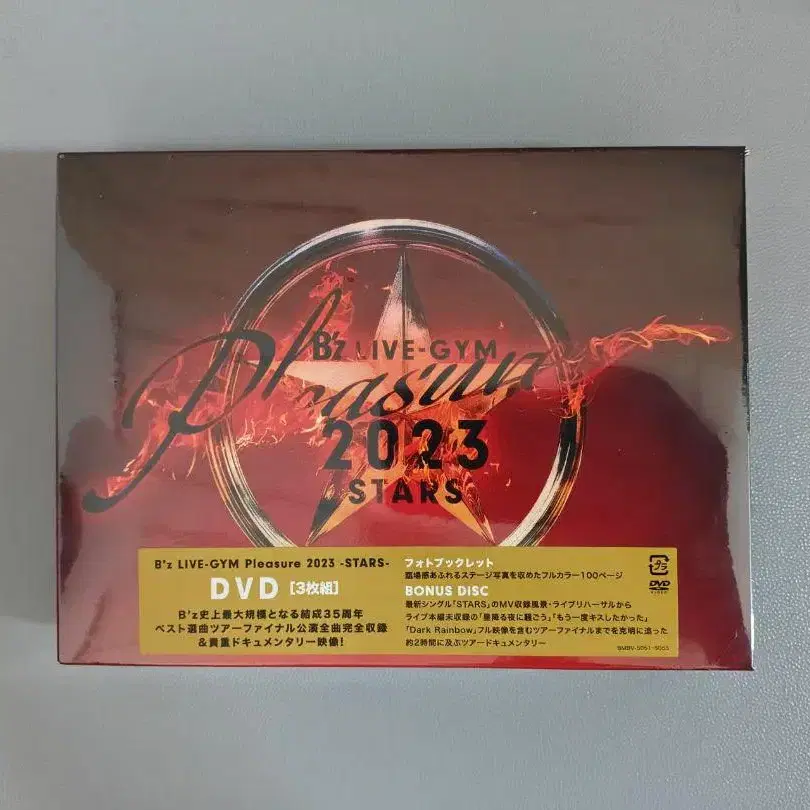 B'z LIVE-GYM
Pleasure
2023
STARS
B'z LIVE-GYM Pleasure 2023 -STARS-
DVD [3枚組]
B'z史上最大規模となる結成35周年
ベスト選曲ツアーファイナル公演全曲完全収録
&貴重ドキュメンタリー映像!
フォトブックレット
臨場感あふれるステージ写真を収めたフルカラー100ページ
BONUS DISC
最新シングル「STARS」のMV収録風景・ライブリハーサルから
ライブ本編未収録の「星降る夜に騒ごう」「もう一度キスしたかった」
「Dark Rainbow」フル映像を含むツアーファイナルまでを克明に追った
約2時間に及ぶツアードキュメンタリー
プラ
DVD
VIDEO
BMBV-5051~5053